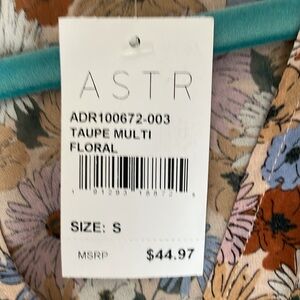 ASTR
ADR100672-003
TAUPE MULTI
FLORAL
SIZE: S
MSRP $44.97